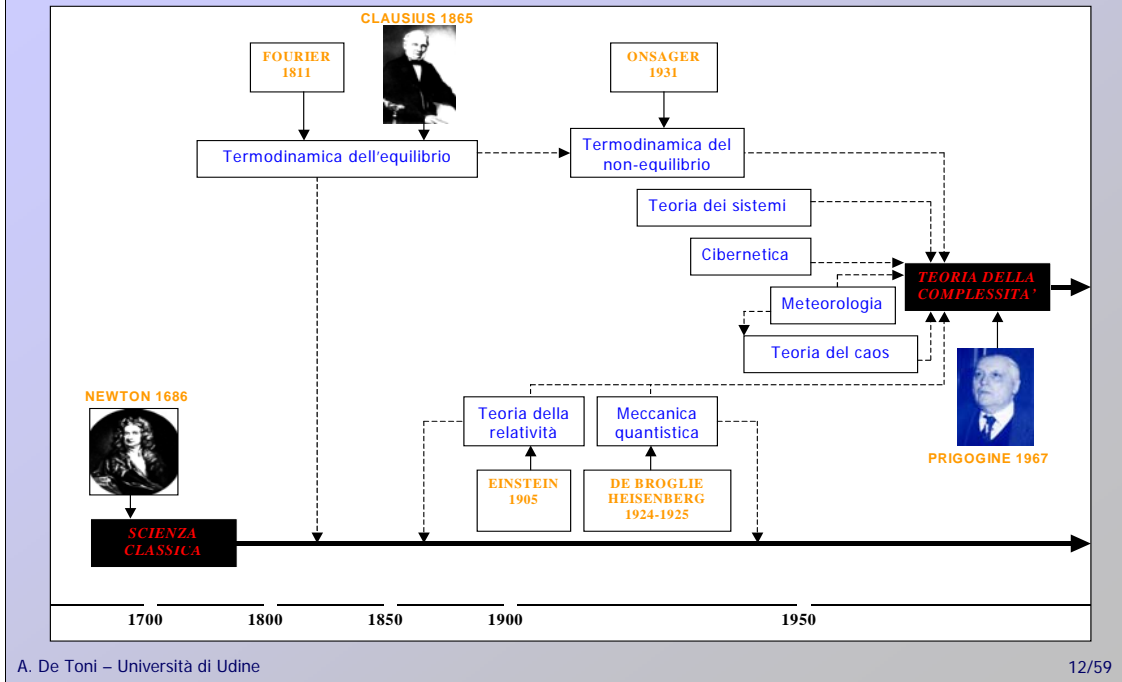 CLAUSIUS 1865
FOURIER
1811
ONSAGER
1931
Termodinamica dell'equilibrio
Termodinamica del
non-equilibrio
Teoria dei sistemi
Cibernetica
TEORIA DELLA
COMPLESSITA’
Meteorologia
Teoria del caos
NEWTON 1686
Teoria della
relatività
Meccanica
quantistica
PRIGOGINE 1967
EINSTEIN
1905
DE BROGLIE
HEISENBERG
1924-1925
SCIENZA
CLASSICA
1700 1800 1850 1900 1950
A. De Toni – Università di Udine
12/59